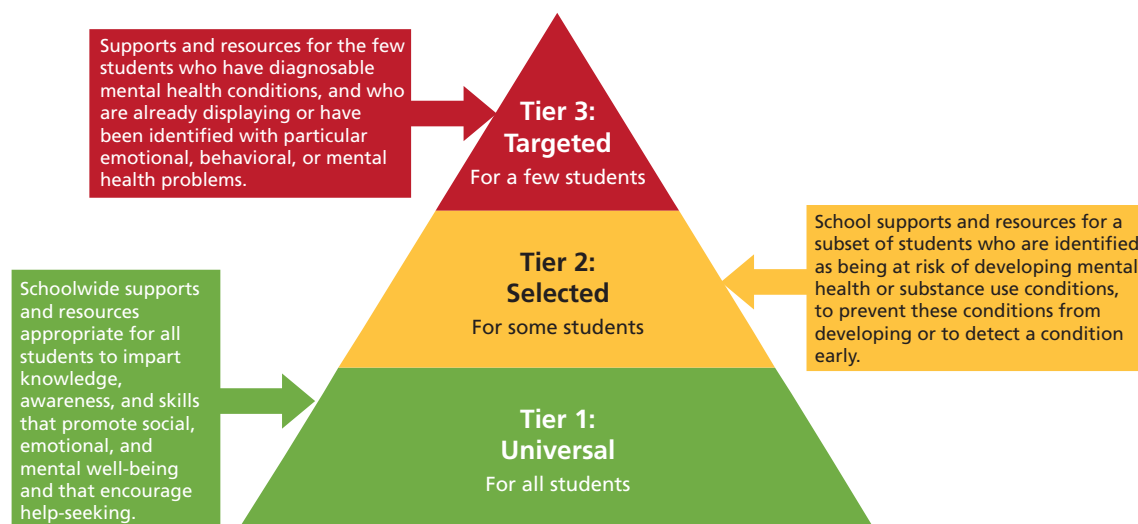 Supports and resources for the few
students who have diagnosable
mental health conditions, and who
are already displaying or have
been identified with particular
emotional, behavioral, or mental
health problems.
Tier 3:
Targeted
For a few students
School supports and resources for a
subset of students who are identified
as being at risk of developing mental
health or substance use conditions,
to prevent these conditions from
developing or to detect a condition
early.
Tier 2:
Selected
For some students
Schoolwide supports
and resources
appropriate for all
students to impart
knowledge,
awareness, and skills
that promote social,
emotional, and
mental well-being
and that encourage
help-seeking.
Tier 1:
Universal
For all students